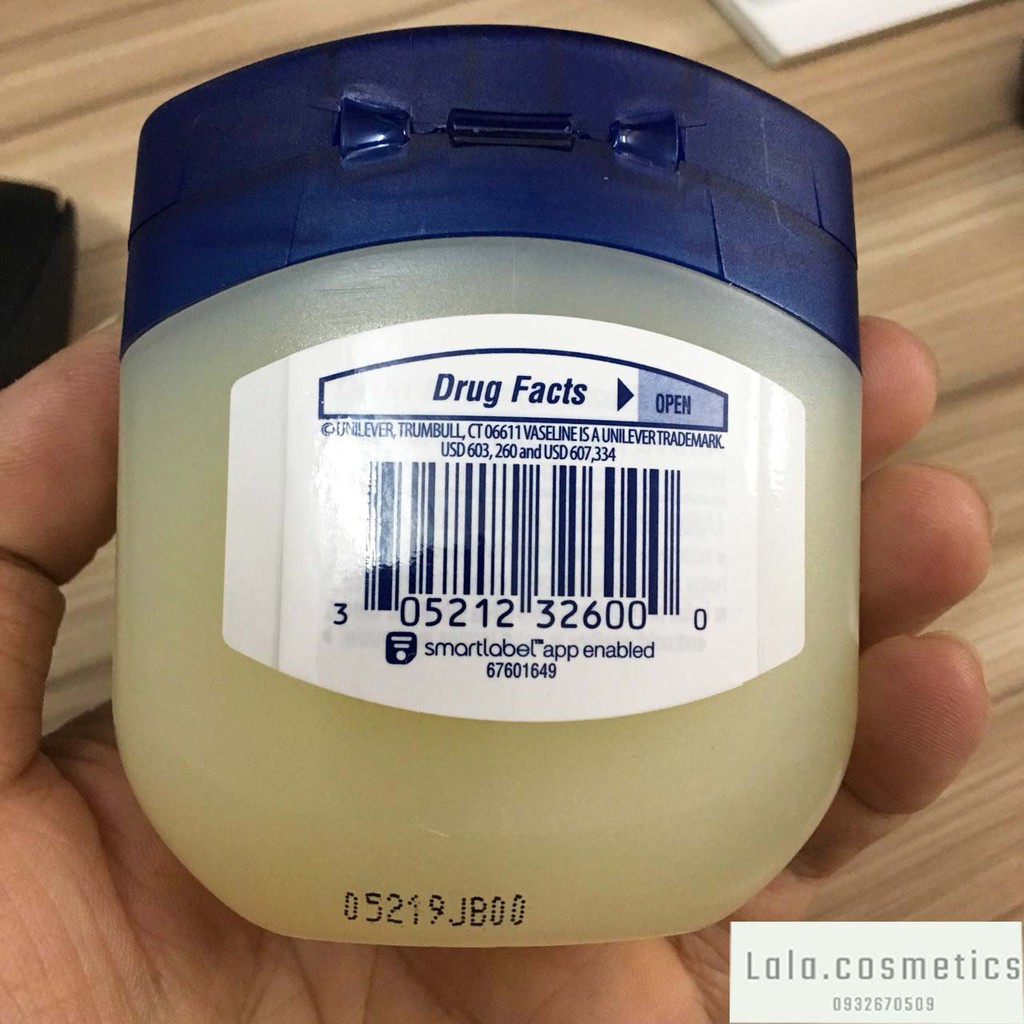 Drug Facts
OPEN
© UNILEVER, TRUMBULL, CT 06611 VASELINE IS A UNILEVER TRADEMARK.
USD 603, 260 and USD 607,334
3 05212 32600 0
smartlabel™ app enabled
67601649
05219JB00
Lala.cosmetics
0932670509